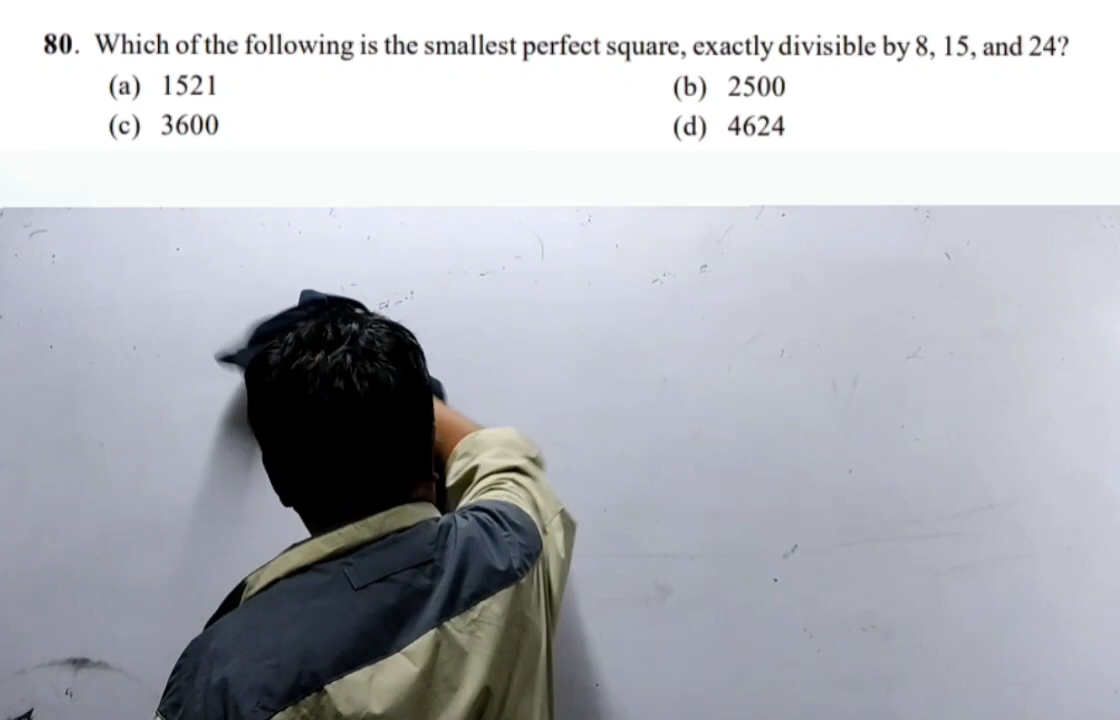 80. Which of the following is the smallest perfect square, exactly divisible by 8, 15, and 24?
(a) 1521 (b) 2500
(c) 3600 (d) 4624